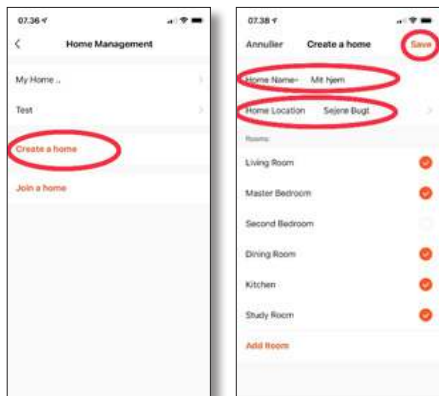 07.36
Home Management
My Home ..
Test
Create a home
Join a home
07.38
Annuller Create a home Save
Home Name* Mit hjem
Home Location Sejerø Bugt
Rooms:
Living Room
Master Bedroom
Second Bedroom
Dining Room
Kitchen
Study Room
Add Room